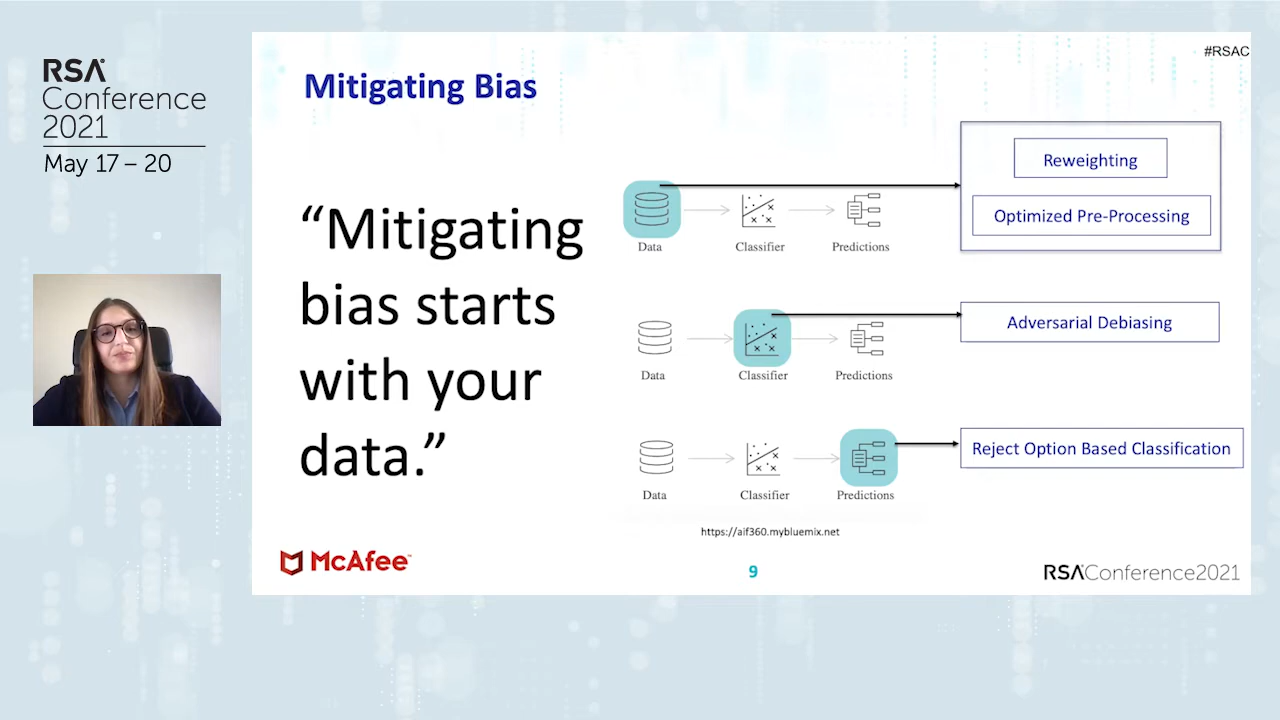 RSA
Conference
2021
May 17 – 20
#RSAC
Mitigating Bias
“Mitigating
bias starts
with your
data.”
Data
Classifier
Predictions
Reweighting
Optimized Pre-Processing
Data
Classifier
Predictions
Adversarial Debiasing
Data
Classifier
Predictions
Reject Option Based Classification
https://aif360.mybluemix.net
McAfee™
9
RSAConference2021